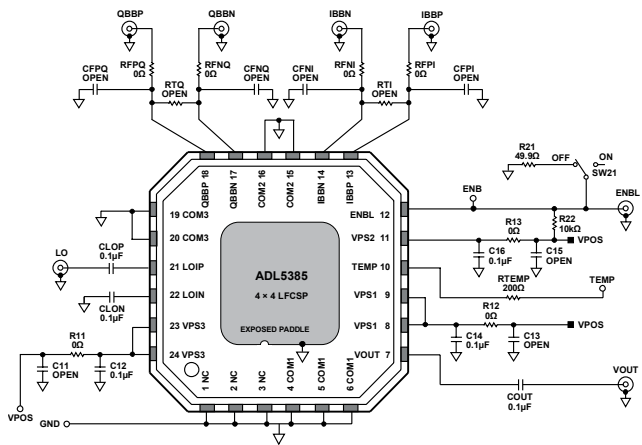 QBBP QBBN IBBN IBBP
RFPQ
0Ω
RFNQ
0Ω
RFNI
0Ω
RFPI
0Ω
CFPQ
OPEN
RTQ
OPEN
CFNQ
OPEN
CFNI
OPEN
RTI
OPEN
CFPI
OPEN
QBBP 18
QBBN 17
COM2 16
COM2 15
IBBN 14
IBBP 13
R21
49.9Ω
OFF
ON
SW21
ENB
ENBL
19 COM3
20 COM3
21 LOIP
22 LOIN
23 VPS3
24 VPS3
ENBL 12
VPS2 11
TEMP 10
VPS1 9
VPS1 8
VOUT 7
R22
10kΩ
R13
0Ω
VPOS
C16
0.1µF
C15
OPEN
LO
CLOP
0.1µF
CLON
0.1µF
ADL5385
4 × 4 LFCSP
EXPOSED PADDLE
RTEMP
200Ω
TEMP
R12
0Ω
VPOS
C14
0.1µF
C13
OPEN
R11
0Ω
C11
OPEN
C12
0.1µF
VPOS
GND
1 NC
2 NC
3 NC
4 COM1
5 COM1
6 COM1
COUT
0.1µF
VOUT